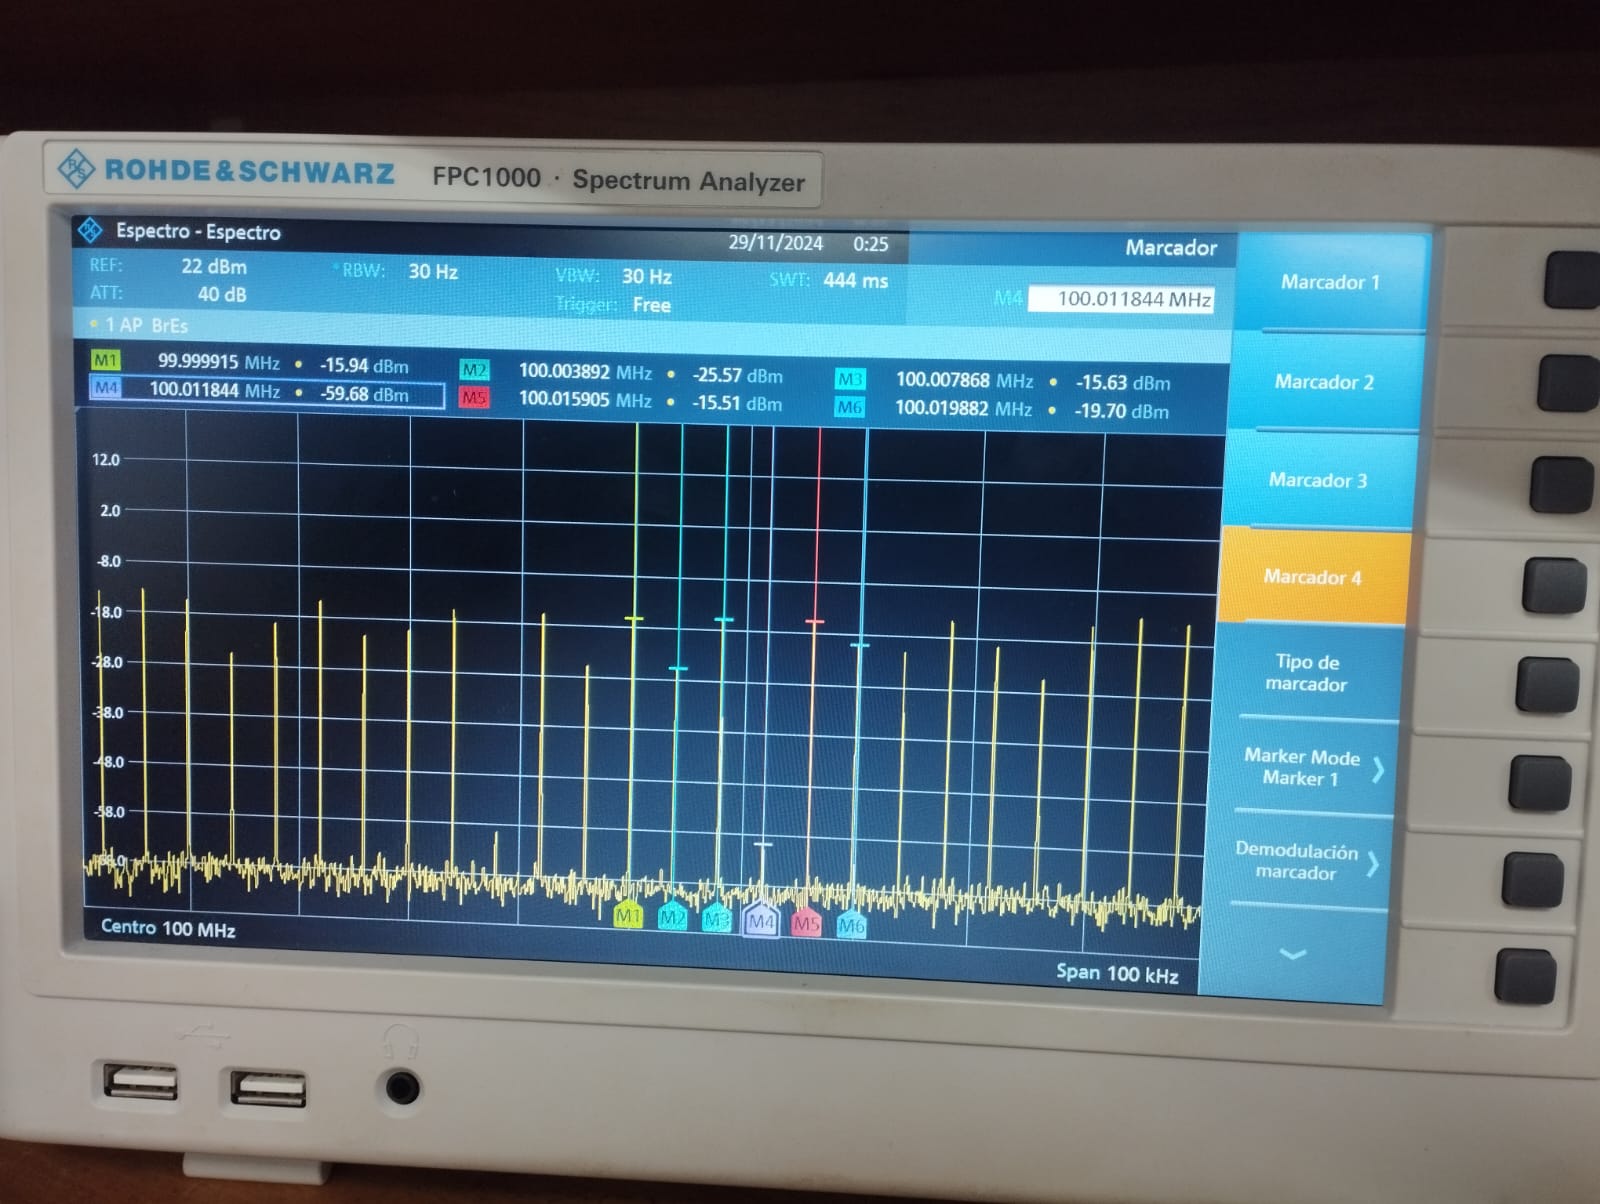 ROHDE&SCHWARZ FPC1000 · Spectrum Analyzer
Espectro - Espectro
29/11/2024 0:25
Marcador
REF: 22 dBm
RBW: 30 Hz
VBW: 30 Hz
SWT: 444 ms
ATT: 40 dB
Trigger: Free
M4 100.011844 MHz
1 AP BrEs
M1 99.999915 MHz • -15.94 dBm
M2 100.003892 MHz • -25.57 dBm
M3 100.007868 MHz • -15.63 dBm
M4 100.011844 MHz • -59.68 dBm
M5 100.015905 MHz • -15.51 dBm
M6 100.019882 MHz • -19.70 dBm
12.0
2.0
-8.0
-18.0
-28.0
-38.0
-48.0
-58.0
M1 M2 M3 M4 M5 M6
Centro 100 MHz
Span 100 kHz
Marcador 1
Marcador 2
Marcador 3
Marcador 4
Tipo de
marcador
Marker Mode
Marker 1
Demodulación
marcador